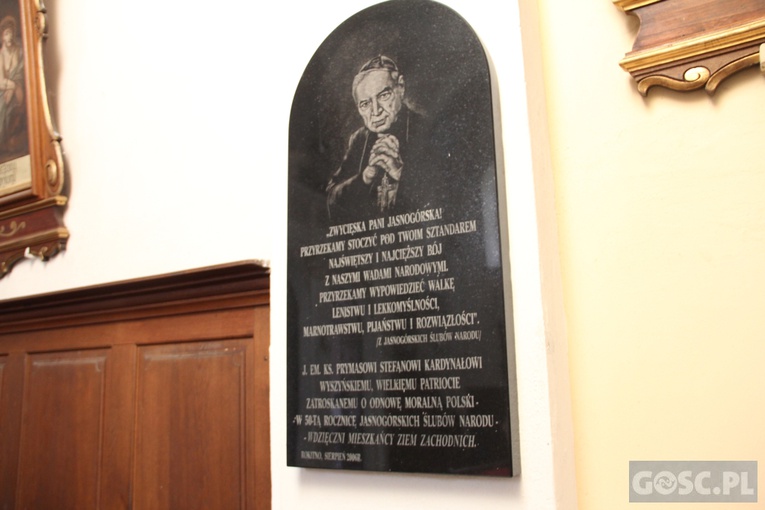 „ZWYCIĘSKA PANI JASNOGÓRSKA!
PRZYRZEKAMY STOCZYĆ POD TWOIM SZTANDAREM
NAJŚWIĘTSZY I NAJCIĘŻSZY BÓJ
Z NASZYMI WADAMI NARODOWYMI.
PRZYRZEKAMY WYPOWIEDZIEĆ WALKĘ
LENISTWU I LEKKOMYŚLNOŚCI,
MARNOTRAWSTWU, PIJAŃSTWU I ROZWIĄZŁOŚCI".
/Z JASNOGÓRSKICH ŚLUBÓW NARODU/
J. EM. KS. PRYMASOWI STEFANOWI KARDYNAŁOWI
WYSZYŃSKIEMU, WIELKIEMU PATRIOCIE
ZATROSKANEMU O ODNOWĘ MORALNĄ POLSKI -
- W 50-TĄ ROCZNICĘ JASNOGÓRSKICH ŚLUBÓW NARODU -
- WDZIĘCZNI MIESZKAŃCY ZIEM ZACHODNICH.
ROKITNO, SIERPIEŃ 2006R.
GOSC.PL